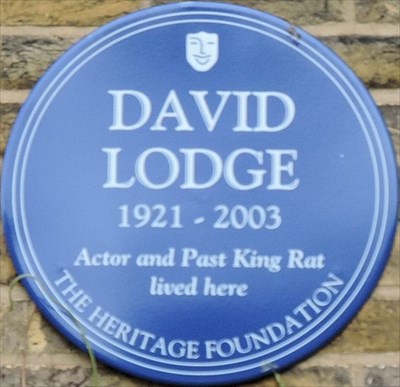 DAVID
LODGE
1921 - 2003
Actor and Past King Rat
lived here
THE HERITAGE FOUNDATION